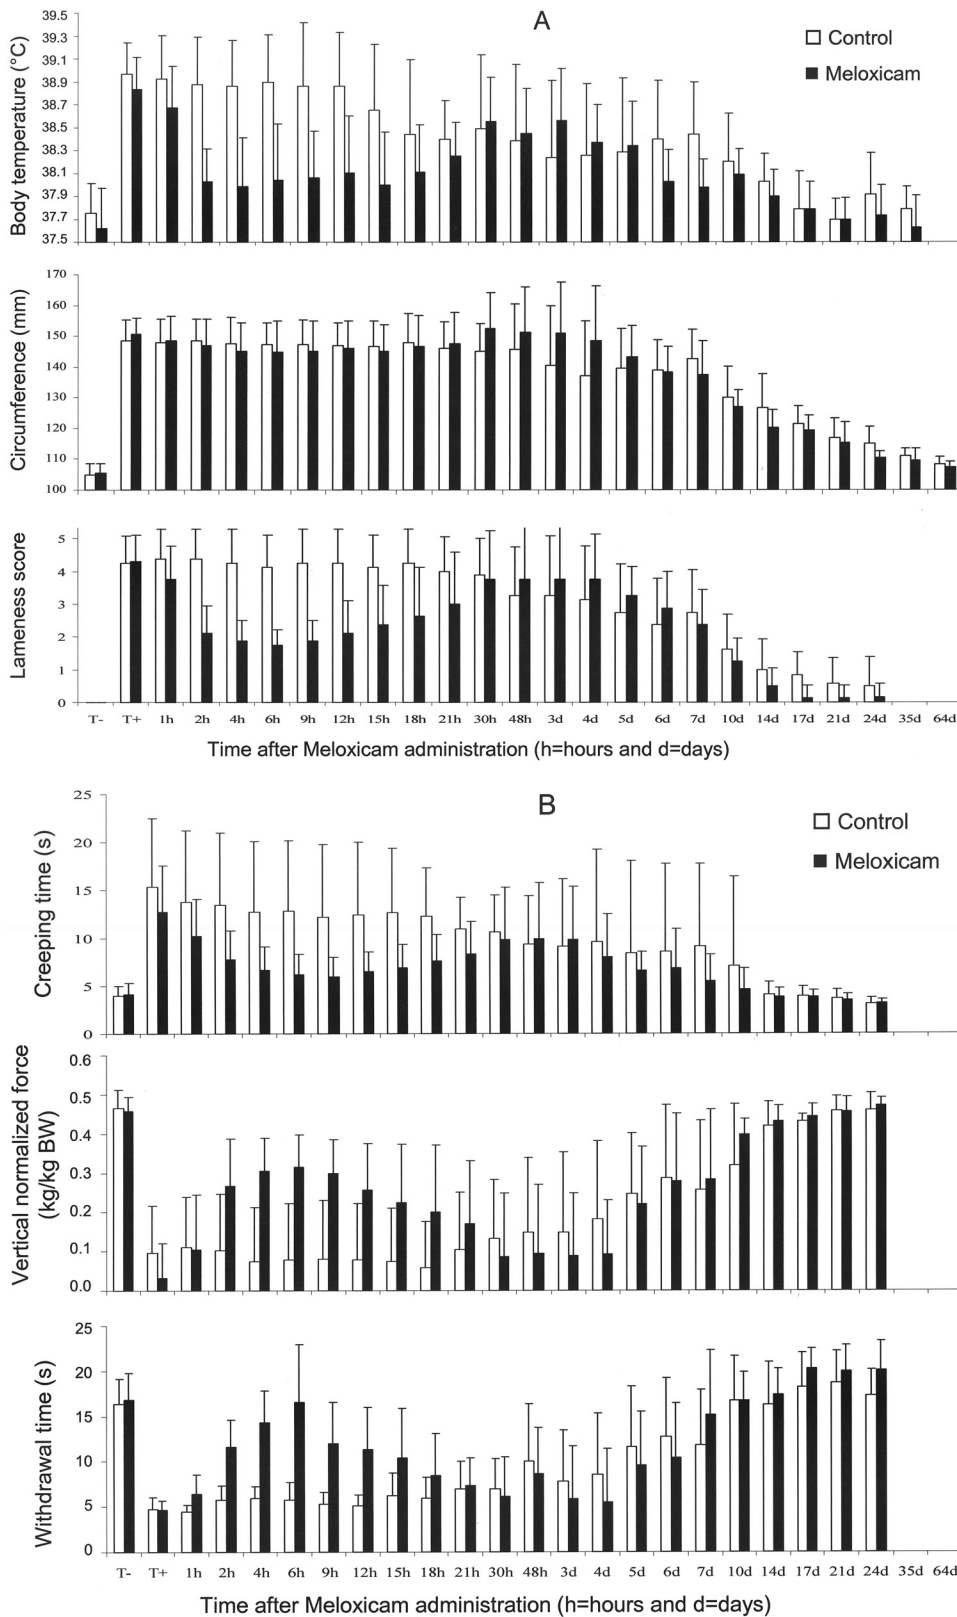 A
Control
Meloxicam
Body temperature (°C)
39.5
39.3
39.1
38.9
38.7
38.5
38.3
38.1
37.9
37.7
37.5
Circumference (mm)
170
160
150
140
130
120
110
100
Lameness score
5
4
3
2
1
0
T- T+ 1h 2h 4h 6h 9h 12h 15h 18h 21h 30h 48h 3d 4d 5d 6d 7d 10d 14d 17d 21d 24d 35d 64d
Time after Meloxicam administration (h=hours and d=days)
B
Control
Meloxicam
Creeping time (s)
25
20
15
10
5
0
Vertical normalized force
(kg/kg BW)
0.6
0.5
0.4
0.3
0.2
0.1
0.0
Withdrawal time (s)
25
20
15
10
5
0
T- T+ 1h 2h 4h 6h 9h 12h 15h 18h 21h 30h 48h 3d 4d 5d 6d 7d 10d 14d 17d 21d 24d 35d 64d
Time after Meloxicam administration (h=hours and d=days)